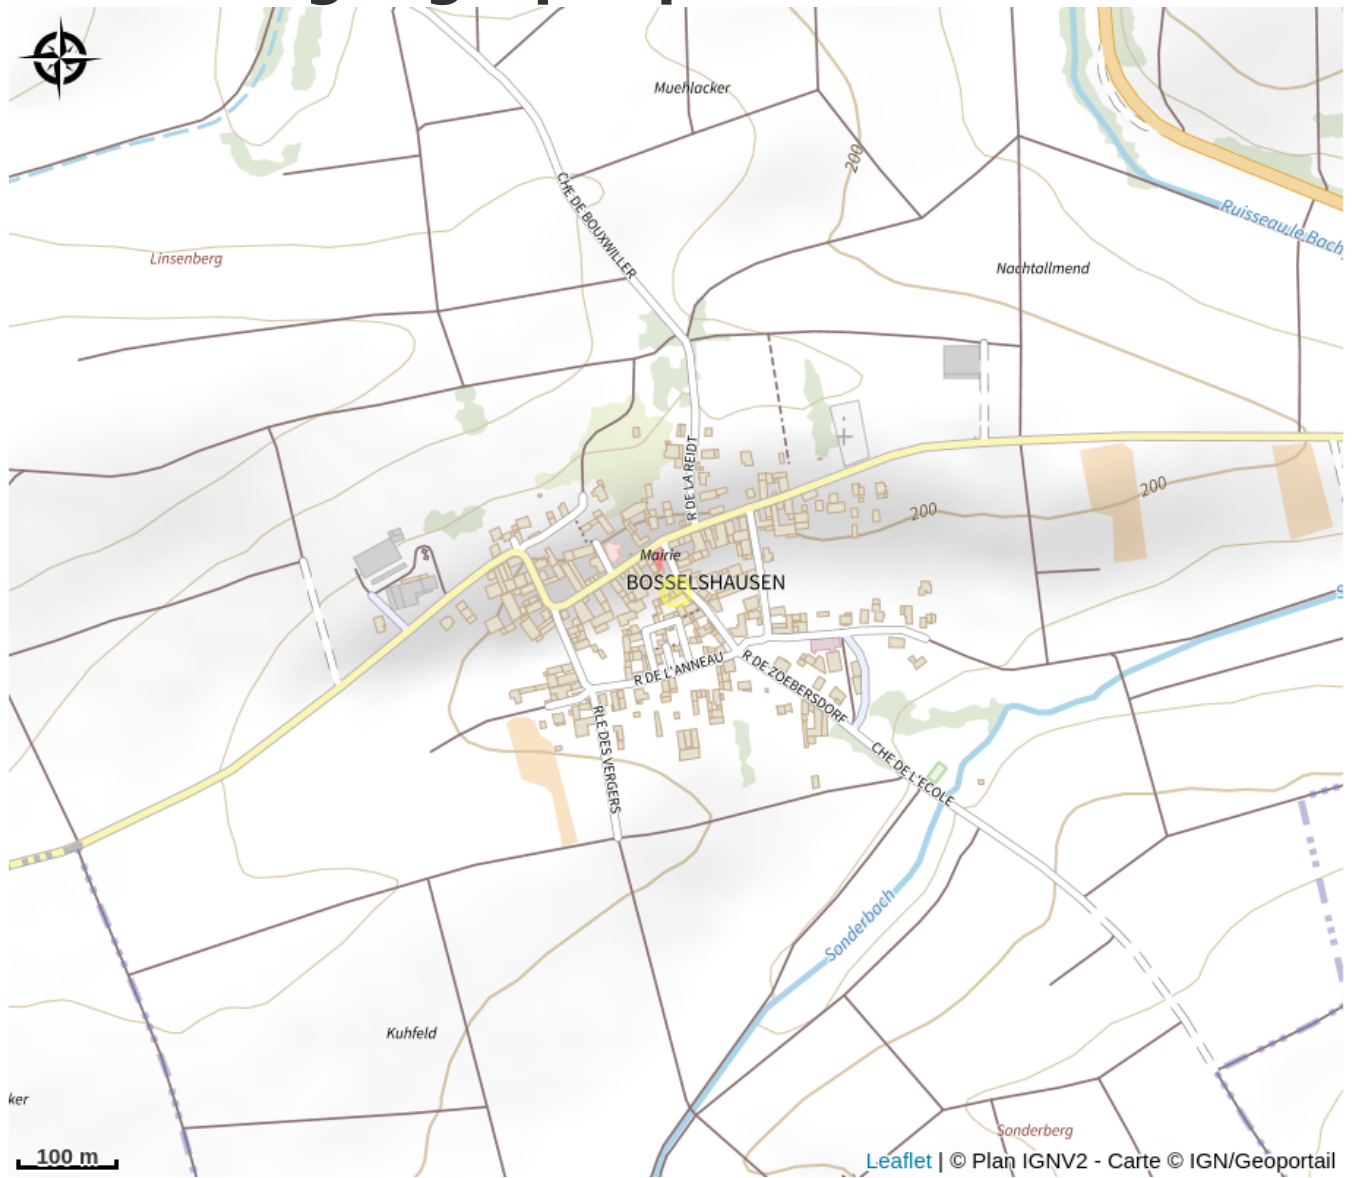 Muehlacker
200
CHE DE BOUXWILLER
Ruisseau le Bach
Linsenberg
Nachtallmend
R DE LA REIDT
200
200
Mairie
BOSSELSHAUSEN
R DE L'ANNEAU
R DE ZOEBERSDORF
RLE DES VERGERS
CHE DE L'ECOLE
Sonderbach
Kuhfeld
ker
Sonderberg
100 m
Leaflet | © Plan IGNV2 - Carte © IGN/Geoportail